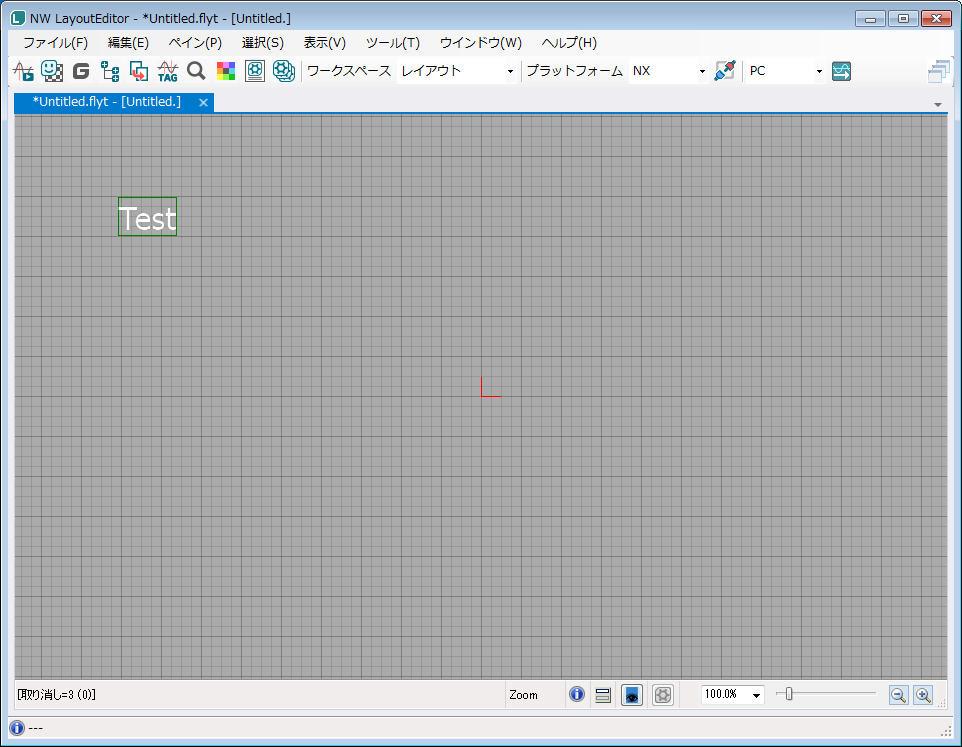 NW LayoutEditor - *Untitled.flyt - [Untitled.]
ファイル(F) 編集(E) ペイン(P) 選択(S) 表示(V) ツール(T) ウインドウ(W) ヘルプ(H)
G TAG ワークスペース レイアウト プラットフォーム NX PC
*Untitled.flyt - [Untitled.]
Test
[取り消し=3 (0)] Zoom 100.0%
---